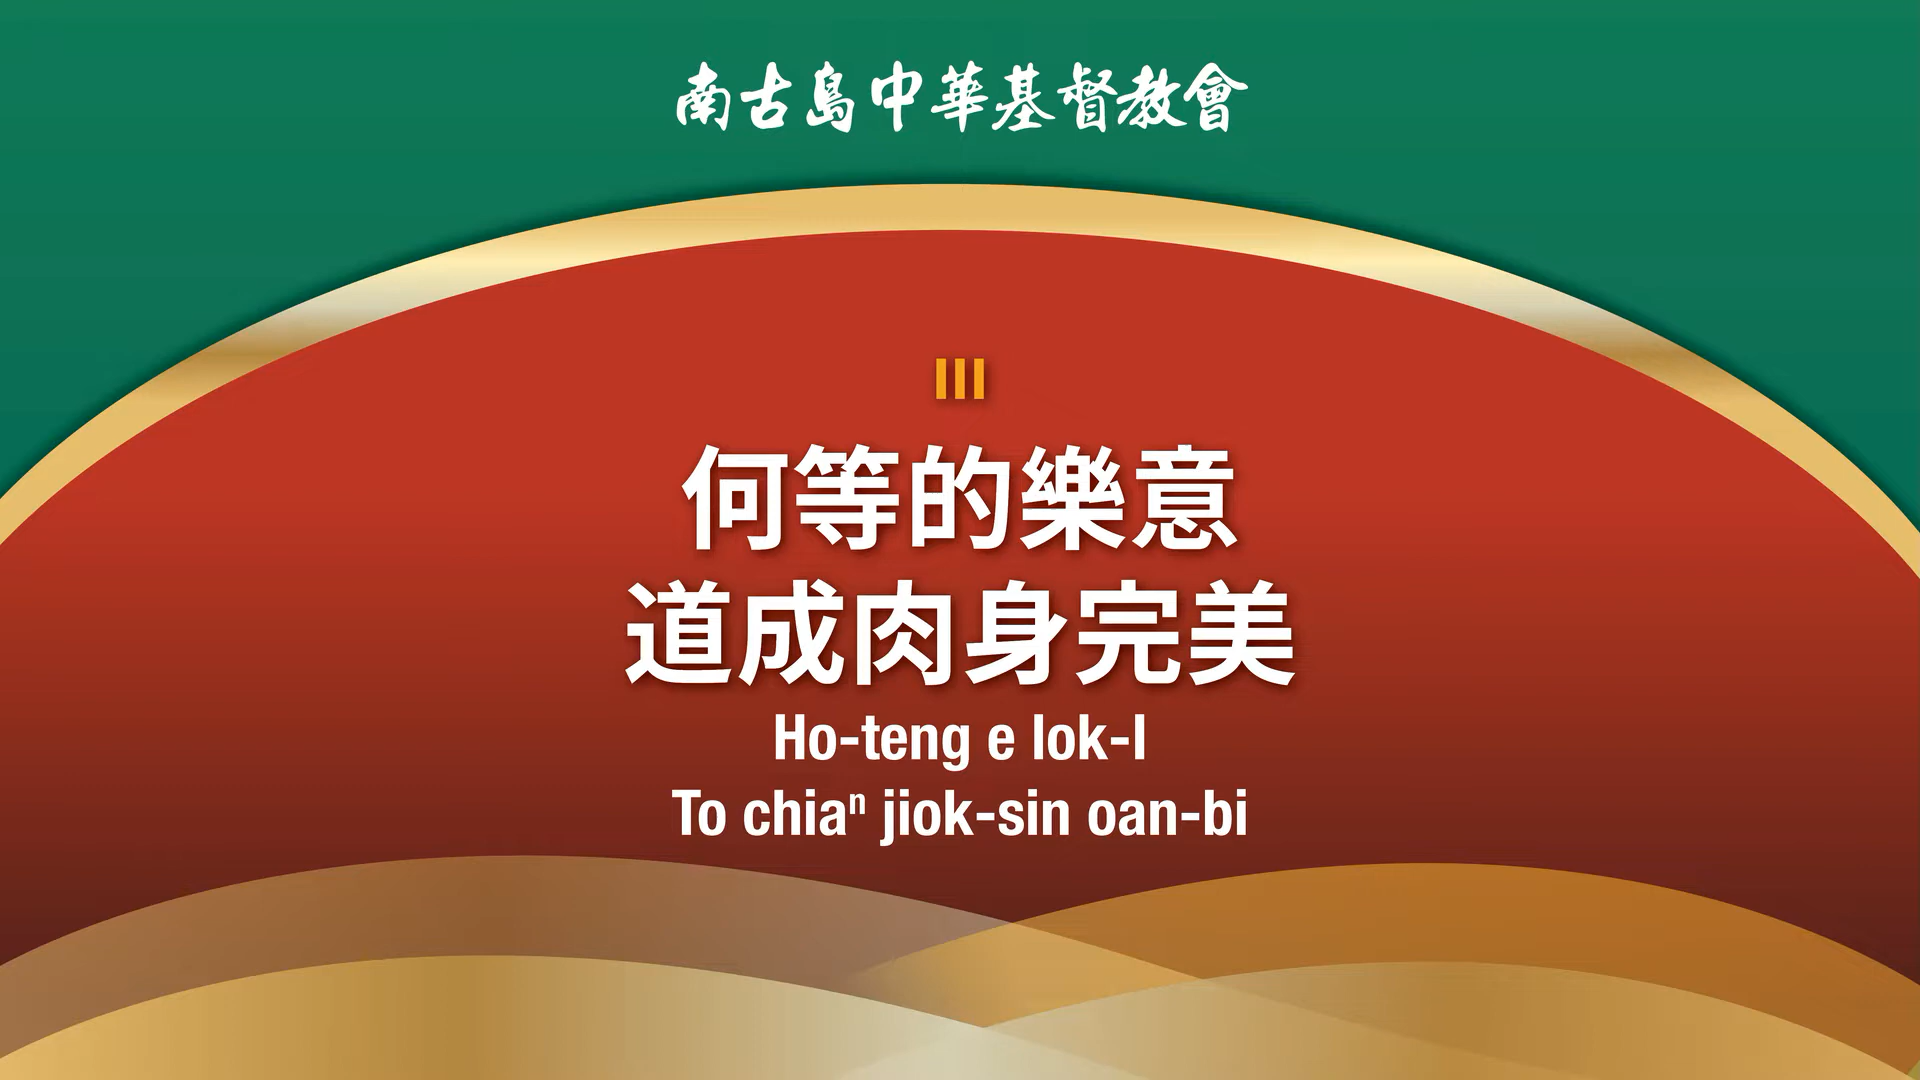 南古島中華基督教會
III
何等的樂意
道成肉身完美
Ho-teng e lok-I
To chiaⁿ jiok-sin oan-bi